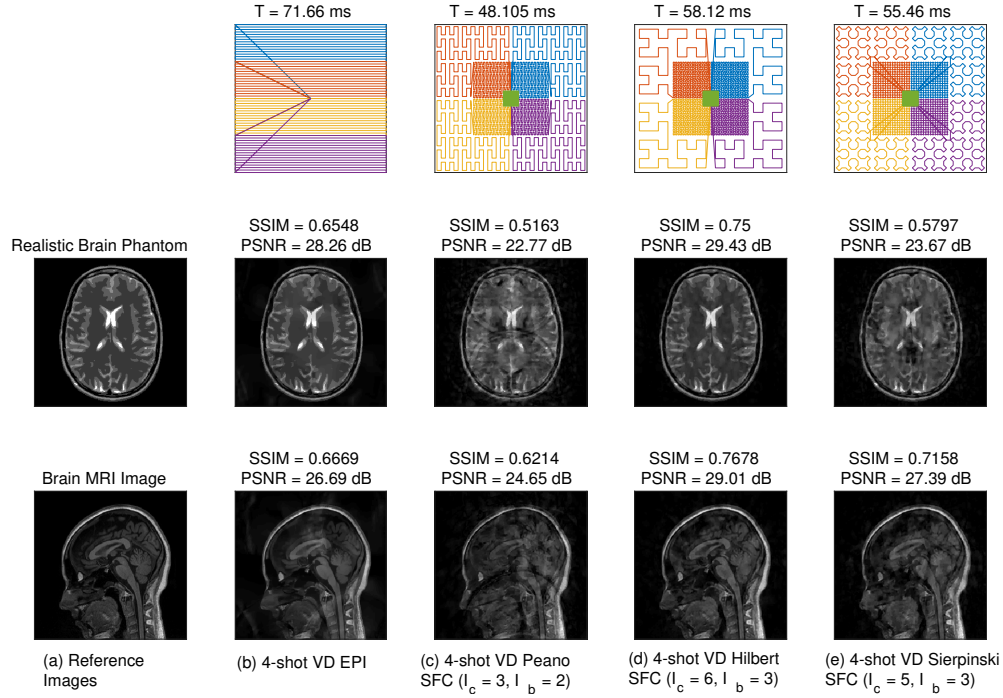 T = 71.66 ms
T = 48.105 ms
T = 58.12 ms
T = 55.46 ms
Realistic Brain Phantom
SSIM = 0.6548
PSNR = 28.26 dB
SSIM = 0.5163
PSNR = 22.77 dB
SSIM = 0.75
PSNR = 29.43 dB
SSIM = 0.5797
PSNR = 23.67 dB
Brain MRI Image
SSIM = 0.6669
PSNR = 26.69 dB
SSIM = 0.6214
PSNR = 24.65 dB
SSIM = 0.7678
PSNR = 29.01 dB
SSIM = 0.7158
PSNR = 27.39 dB
(a) Reference
Images
(b) 4-shot VD EPI
(c) 4-shot VD Peano
SFC (I_c = 3, I_b = 2)
(d) 4-shot VD Hilbert
SFC (I_c = 6, I_b = 3)
(e) 4-shot VD Sierpinski
SFC (I_c = 5, I_b = 3)